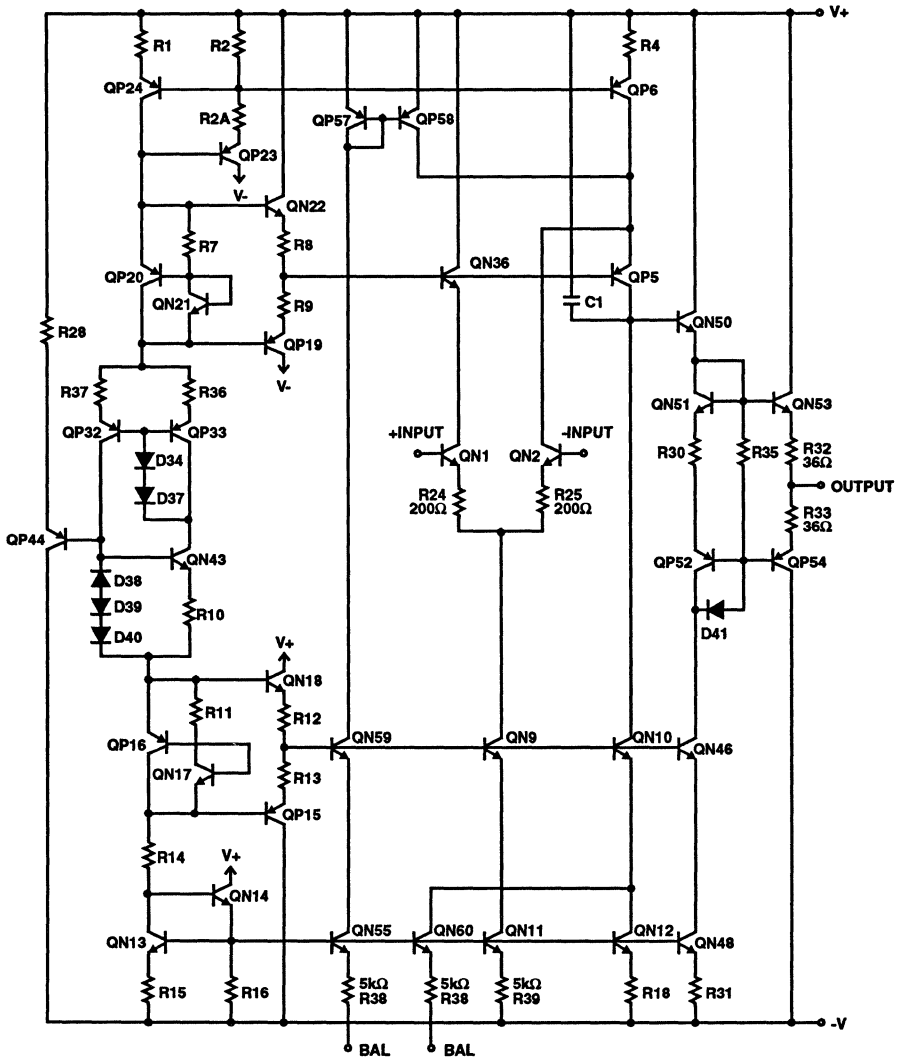 V+
R1
R2
R4
QP24
QP6
R2A
QP57
QP58
QP23
V-
QN22
R7
R8
QP20
QN36
QP5
QN21
R9
C1
R28
QN50
QP19
V-
R37
R36
QN51
QN53
QP32
QP33
+INPUT
-INPUT
QN1
QN2
R30
R35
R32
36Ω
D34
D37
R24
200Ω
R25
200Ω
OUTPUT
R33
36Ω
QP44
QN43
QP52
QP54
D38
D39
D40
R10
D41
V+
QN18
R11
R12
QP16
QN59
QN9
QN10
QN46
QN17
R13
QP15
R14
V+
QN14
QN13
QN55
QN60
QN11
QN12
QN48
R15
R16
5kΩ
R38
5kΩ
R38
5kΩ
R39
R18
R31
-V
BAL
BAL